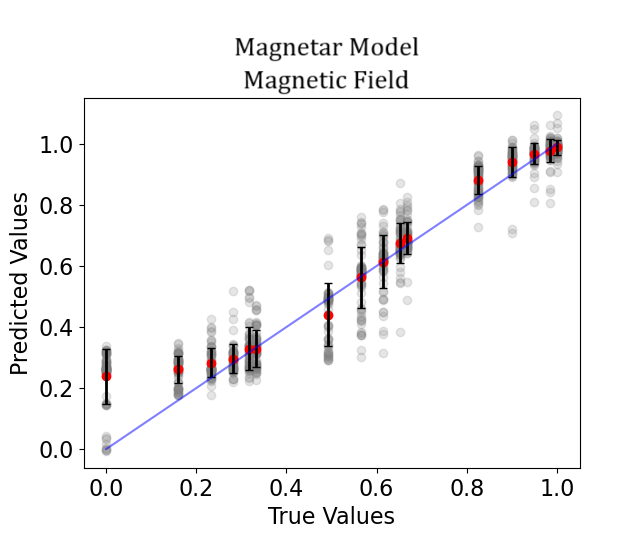 Magnetar Model
Magnetic Field
Predicted Values
1.0
0.8
0.6
0.4
0.2
0.0
0.0 0.2 0.4 0.6 0.8 1.0
True Values